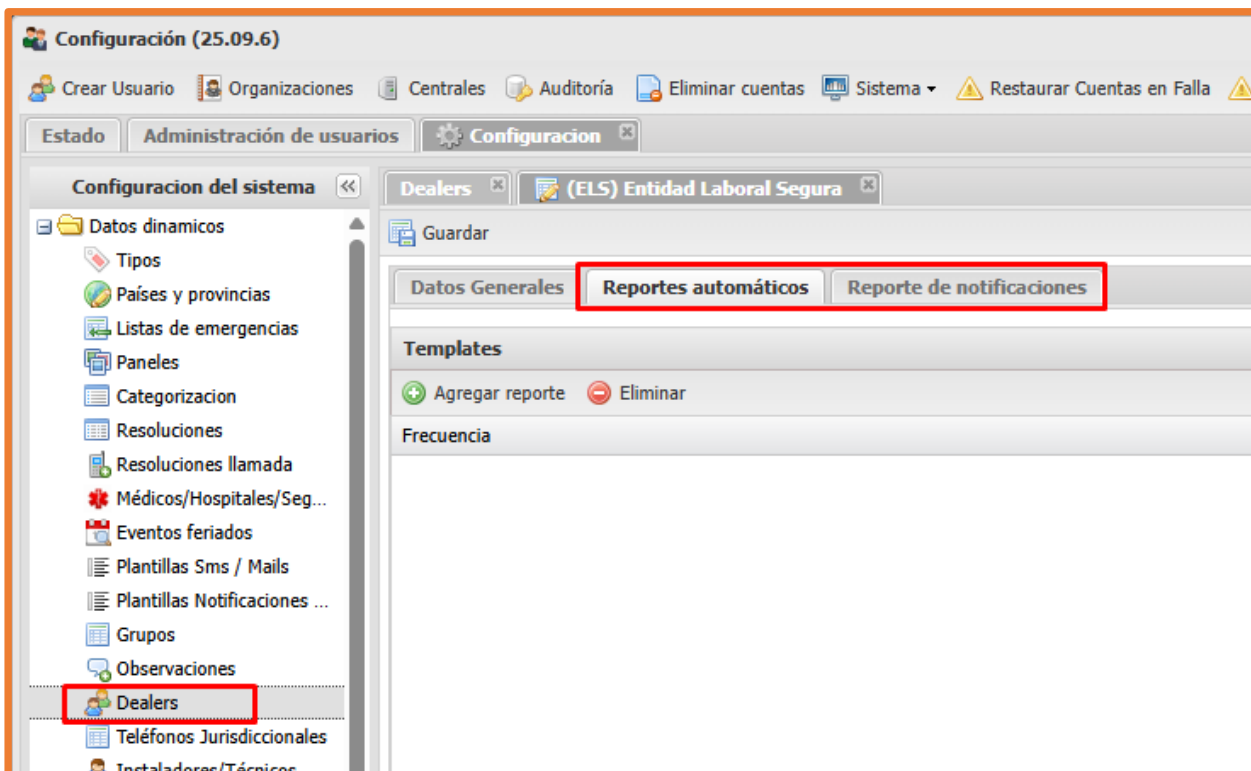 Configuración (25.09.6)
Crear Usuario Organizaciones Centrales Auditoría Eliminar cuentas Sistema Restaurar Cuentas en Falla
Estado Administración de usuarios Configuracion
Configuracion del sistema
Datos dinamicos
Tipos
Países y provincias
Listas de emergencias
Paneles
Categorizacion
Resoluciones
Resoluciones llamada
Médicos/Hospitales/Seg...
Eventos feriados
Plantillas Sms / Mails
Plantillas Notificaciones ...
Grupos
Observaciones
Dealers
Teléfonos Jurisdiccionales
Instaladores/Técnicos
Dealers (ELS) Entidad Laboral Segura
Guardar
Datos Generales Reportes automáticos Reporte de notificaciones
Templates
Agregar reporte Eliminar
Frecuencia